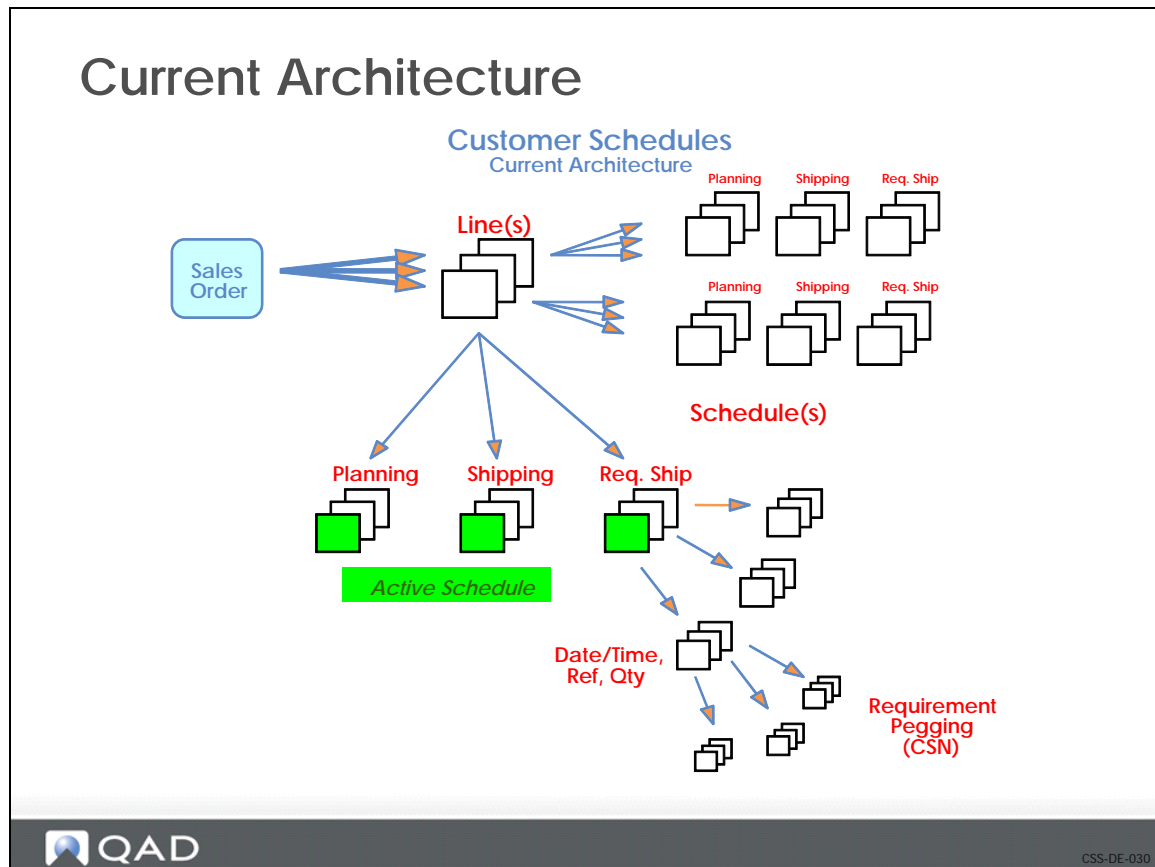 Current Architecture
Customer Schedules
Current Architecture
Planning Shipping Req. Ship
Line(s)
Sales
Order
Planning Shipping Req. Ship
Schedule(s)
Planning Shipping Req. Ship
Active Schedule
Date/Time,
Ref, Qty
Requirement
Pegging
(CSN)
QAD
CSS-DE-030